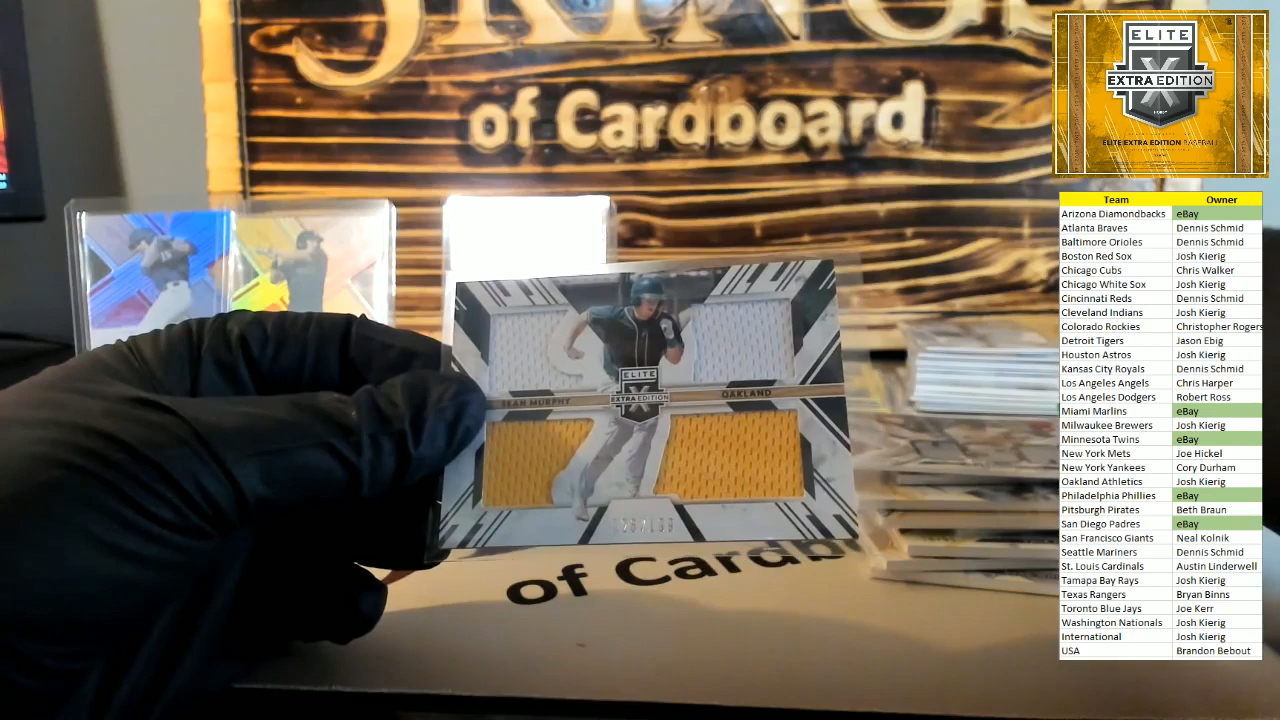 of Cardboard
ELITE
EXTRA EDITION
SEAN MURPHY
OAKLAND
of Cardb
ELITE
EXTRA EDITION
ELITE EXTRA EDITION BASEBALL
Team Owner
Arizona Diamondbacks eBay
Atlanta Braves Dennis Schmid
Baltimore Orioles Dennis Schmid
Boston Red Sox Josh Kierig
Chicago Cubs Chris Walker
Chicago White Sox Josh Kierig
Cincinnati Reds Dennis Schmid
Cleveland Indians Josh Kierig
Colorado Rockies Christopher Rogers
Detroit Tigers Jason Ebig
Houston Astros Josh Kierig
Kansas City Royals Dennis Schmid
Los Angeles Angels Chris Harper
Los Angeles Dodgers Robert Ross
Miami Marlins eBay
Milwaukee Brewers Josh Kierig
Minnesota Twins eBay
New York Mets Joe Hickel
New York Yankees Cory Durham
Oakland Athletics Josh Kierig
Philadelphia Phillies eBay
Pittsburgh Pirates Beth Braun
San Diego Padres eBay
San Francisco Giants Neal Kolnik
Seattle Mariners Dennis Schmid
St. Louis Cardinals Austin Linderwell
Tamapa Bay Rays Josh Kierig
Texas Rangers Bryan Binns
Toronto Blue Jays Joe Kerr
Washington Nationals Josh Kierig
International Josh Kierig
USA Brandon Bebout